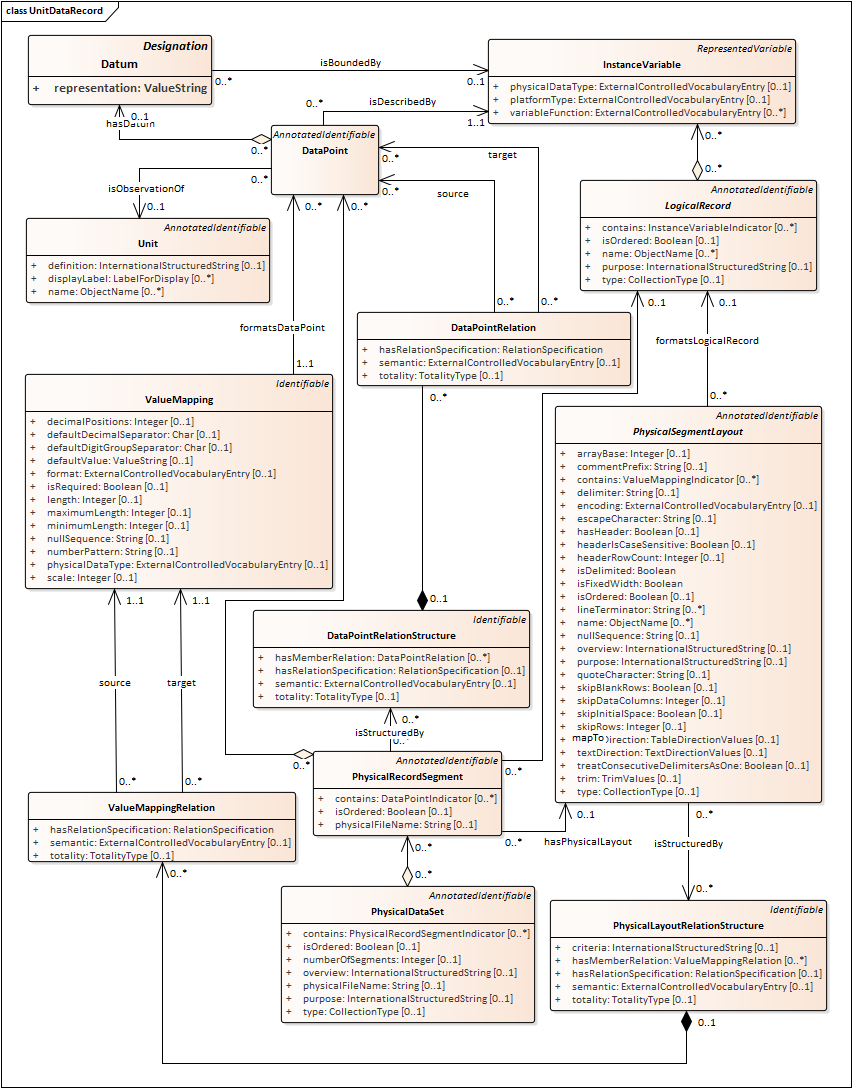 class UnitDataRecord
Designation
Datum
+ representation: ValueString
isBoundedBy
0..*
0..1
RepresentedVariable
InstanceVariable
+ physicalDataType: ExternalControlledVocabularyEntry [0..1]
+ platformType: ExternalControlledVocabularyEntry [0..1]
+ variableFunction: ExternalControlledVocabularyEntry [0..*]
0..*
isDescribedBy
1..1
0..1
hasDatum
0..*
AnnotatedIdentifiable
DataPoint
0..*
target
0..*
source
0..*
0..*
0..*
isObservationOf
0..*
0..1
AnnotatedIdentifiable
Unit
+ definition: InternationalStructuredString [0..1]
+ displayLabel: LabelForDisplay [0..*]
+ name: ObjectName [0..*]
0..*
0..*
AnnotatedIdentifiable
LogicalRecord
+ contains: InstanceVariableIndicator [0..*]
+ isOrdered: Boolean [0..1]
+ name: ObjectName [0..*]
+ purpose: InternationalStructuredString [0..1]
+ type: CollectionType [0..1]
0..*
0..*
0..1
0..1
formatsDataPoint
1..1
DataPointRelation
+ hasRelationSpecification: RelationSpecification
+ semantic: ExternalControlledVocabularyEntry [0..1]
+ totality: TotalityType [0..1]
0..*
formatsLogicalRecord
0..*
Identifiable
ValueMapping
+ decimalPositions: Integer [0..1]
+ defaultDecimalSeparator: Char [0..1]
+ defaultDigitGroupSeparator: Char [0..1]
+ defaultValue: ValueString [0..1]
+ format: ExternalControlledVocabularyEntry [0..1]
+ isRequired: Boolean [0..1]
+ length: Integer [0..1]
+ maximumLength: Integer [0..1]
+ minimumLength: Integer [0..1]
+ nullSequence: String [0..1]
+ numberPattern: String [0..1]
+ physicalDataType: ExternalControlledVocabularyEntry [0..1]
+ scale: Integer [0..1]
1..1
1..1
AnnotatedIdentifiable
PhysicalSegmentLayout
+ arrayBase: Integer [0..1]
+ commentPrefix: String [0..1]
+ contains: ValueMappingIndicator [0..*]
+ delimiter: String [0..1]
+ encoding: ExternalControlledVocabularyEntry [0..1]
+ escapeCharacter: String [0..1]
+ hasHeader: Boolean [0..1]
+ headerIsCaseSensitive: Boolean [0..1]
+ headerRowCount: Integer [0..1]
+ isDelimited: Boolean
+ isFixedWidth: Boolean
+ isOrdered: Boolean [0..1]
+ lineTerminator: String [0..*]
+ name: ObjectName [0..*]
+ nullSequence: String [0..1]
+ overview: InternationalStructuredString [0..1]
+ purpose: InternationalStructuredString [0..1]
+ quoteCharacter: String [0..1]
+ skipBlankRows: Boolean [0..1]
+ skipDataColumns: Integer [0..1]
+ skipInitialSpace: Boolean [0..1]
+ skipRows: Integer [0..1]
+ mapTo Direction: TableDirectionValues [0..1]
+ textDirection: TextDirectionValues [0..1]
+ treatConsecutiveDelimitersAsOne: Boolean [0..1]
+ trim: TrimValues [0..1]
+ type: CollectionType [0..1]
0..1
Identifiable
DataPointRelationStructure
+ hasMemberRelation: DataPointRelation [0..*]
+ hasRelationSpecification: RelationSpecification [0..1]
+ semantic: ExternalControlledVocabularyEntry [0..1]
+ totality: TotalityType [0..1]
0..*
isStructuredBy
0..*
source
target
0..*
0..*
0..*
AnnotatedIdentifiable
PhysicalRecordSegment
+ contains: DataPointIndicator [0..*]
+ isOrdered: Boolean [0..1]
+ physicalFileName: String [0..1]
0..*
0..*
hasPhysicalLayout
0..1
ValueMappingRelation
+ hasRelationSpecification: RelationSpecification
+ semantic: ExternalControlledVocabularyEntry [0..1]
+ totality: TotalityType [0..1]
0..*
0..*
0..*
0..*
isStructuredBy
0..*
AnnotatedIdentifiable
PhysicalDataSet
+ contains: PhysicalRecordSegmentIndicator [0..*]
+ isOrdered: Boolean [0..1]
+ numberOfSegments: Integer [0..1]
+ overview: InternationalStructuredString [0..1]
+ physicalFileName: String [0..1]
+ purpose: InternationalStructuredString [0..1]
+ type: CollectionType [0..1]
Identifiable
PhysicalLayoutRelationStructure
+ criteria: InternationalStructuredString [0..1]
+ hasMemberRelation: ValueMappingRelation [0..*]
+ hasRelationSpecification: RelationSpecification [0..1]
+ semantic: ExternalControlledVocabularyEntry [0..1]
+ totality: TotalityType [0..1]
0..1